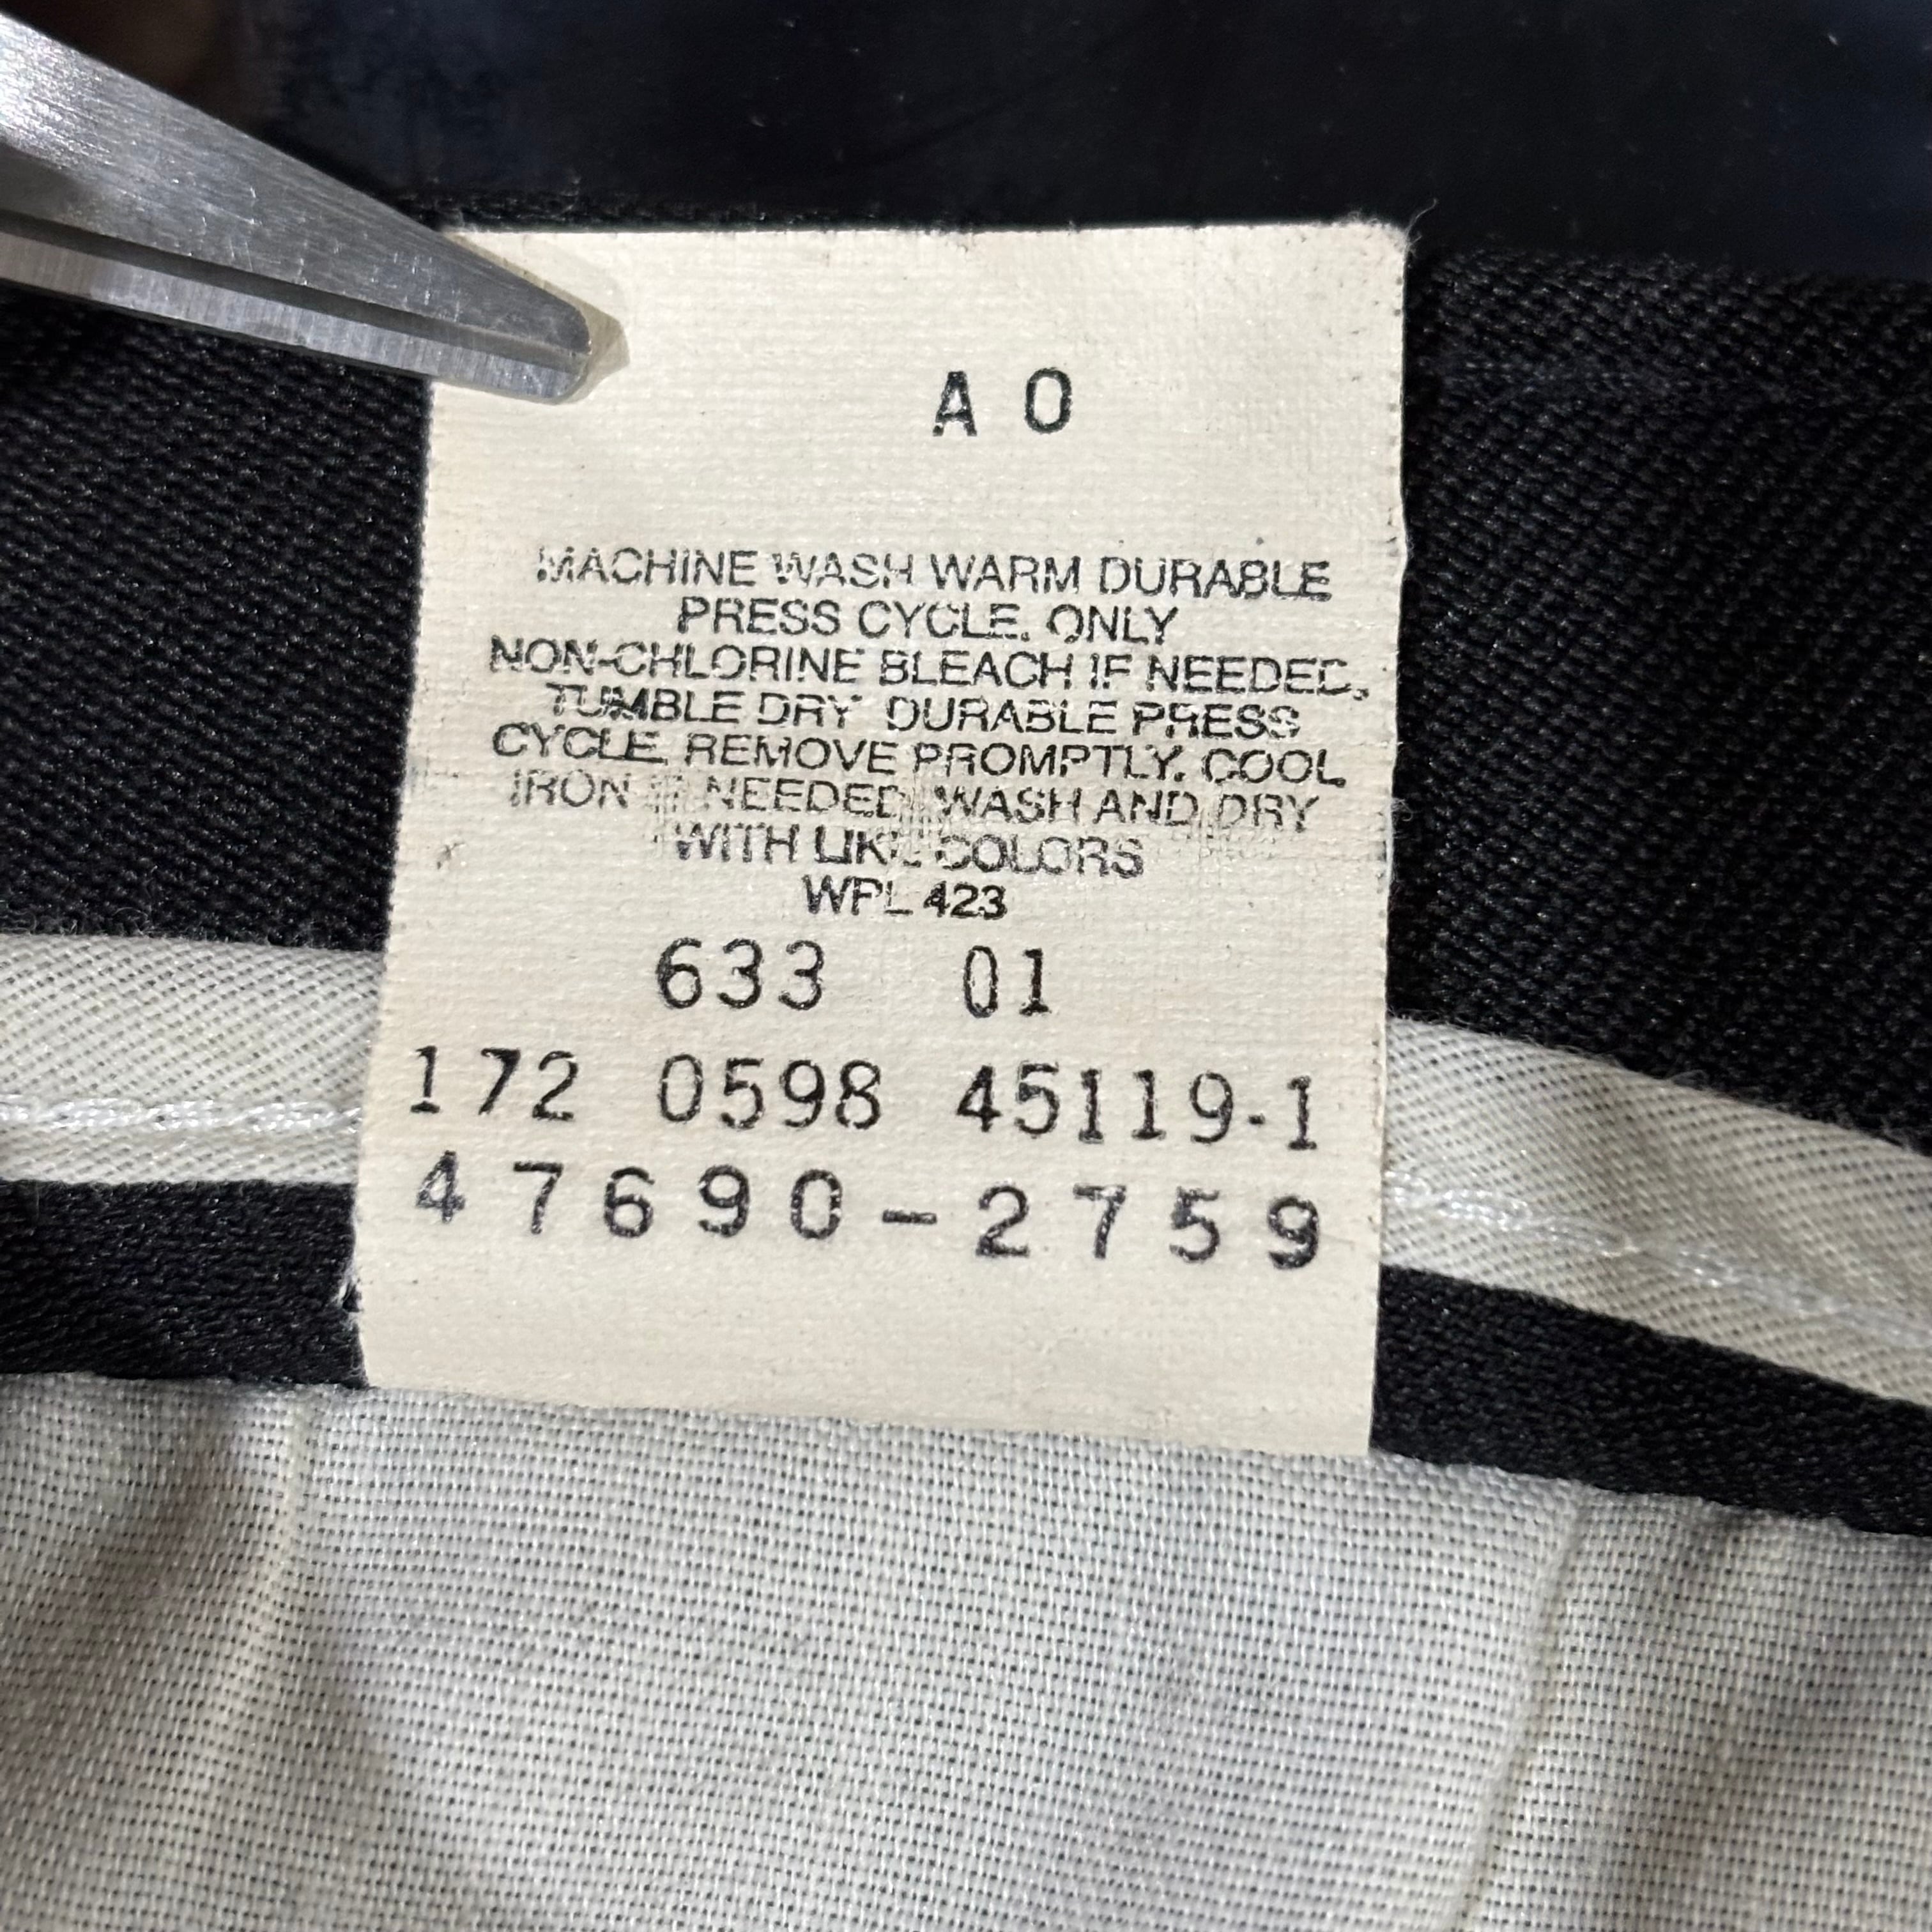 A 0
MACHINE WASH WARM DURABLE
PRESS CYCLE. ONLY
NON-CHLORINE BLEACH IF NEEDED,
TUMBLE DRY DURABLE PRESS
CYCLE. REMOVE PROMPTLY. COOL
IRON IF NEEDED. WASH AND DRY
WITH LIKE COLORS
WPL 423
633 01
172 0598 45119-1
47690-2759